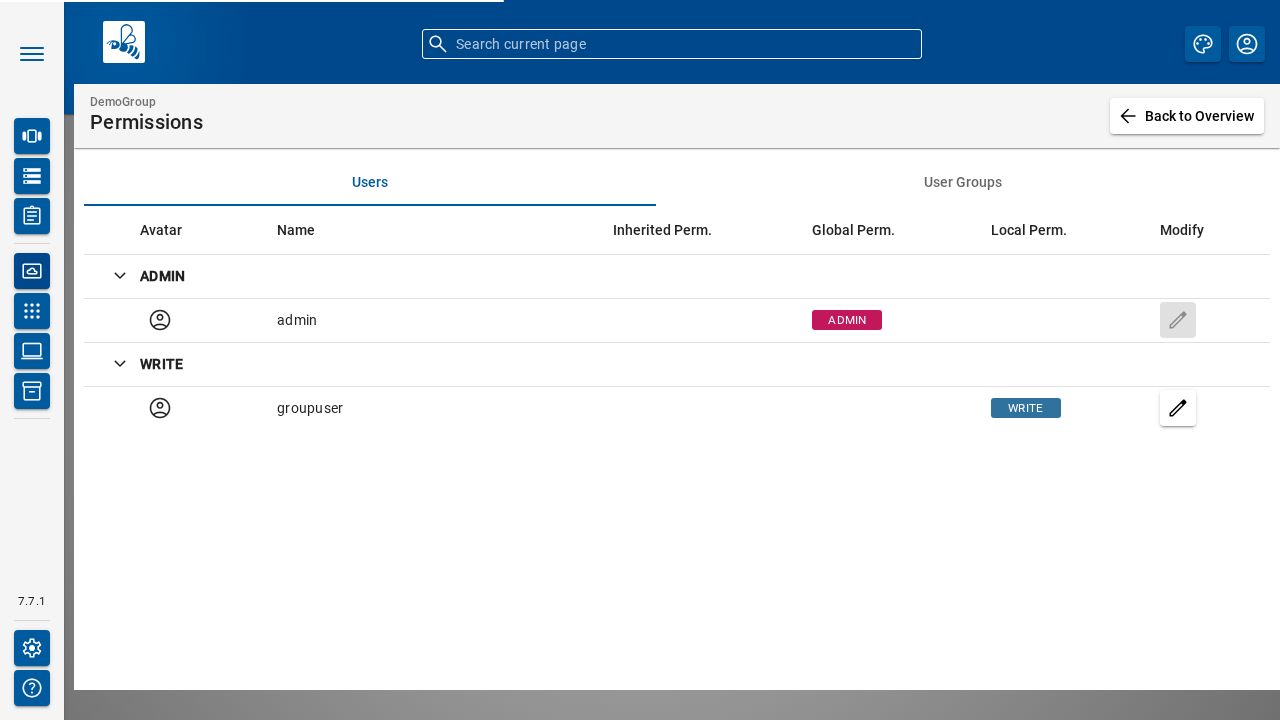 Search current page
DemoGroup
Permissions
Back to Overview
Users
User Groups
Avatar Name Inherited Perm. Global Perm. Local Perm. Modify
ADMIN
admin ADMIN
WRITE
groupuser WRITE
7.7.1